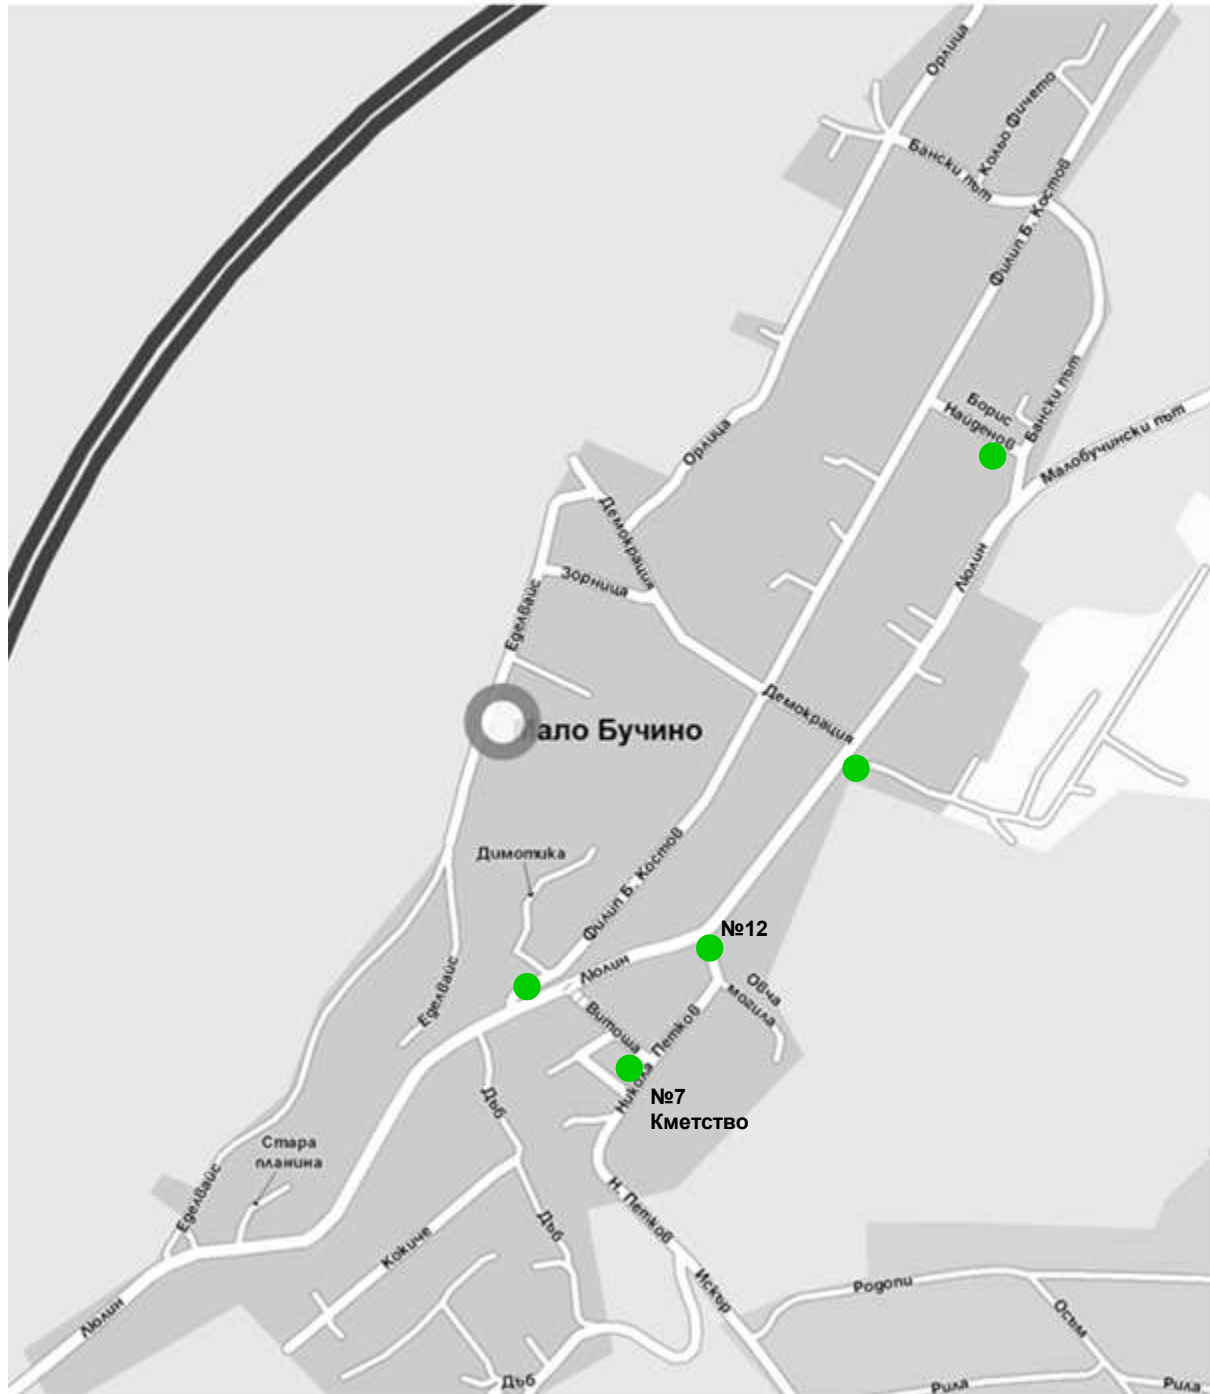 Орлица
Кольо Фичето
Бански път
Филип Б. Костов
Борис
Найденов
Бански път
Малобучински път
Орлица
Демокрация
Люлин
Зорница
Еделвайс
Демокрация
ало Бучино
Димотика
Филип Б. Костов
№12
Люлин
Овча
могила
Еделвайс
Витоша
Никола Петков
№7
Кметство
Дъб
Стара
планина
Еделвайс
Н. Петков
Дъб
Кокиче
Искър
Родопи
Люлин
Осъм
Дъб
Рила
Рила